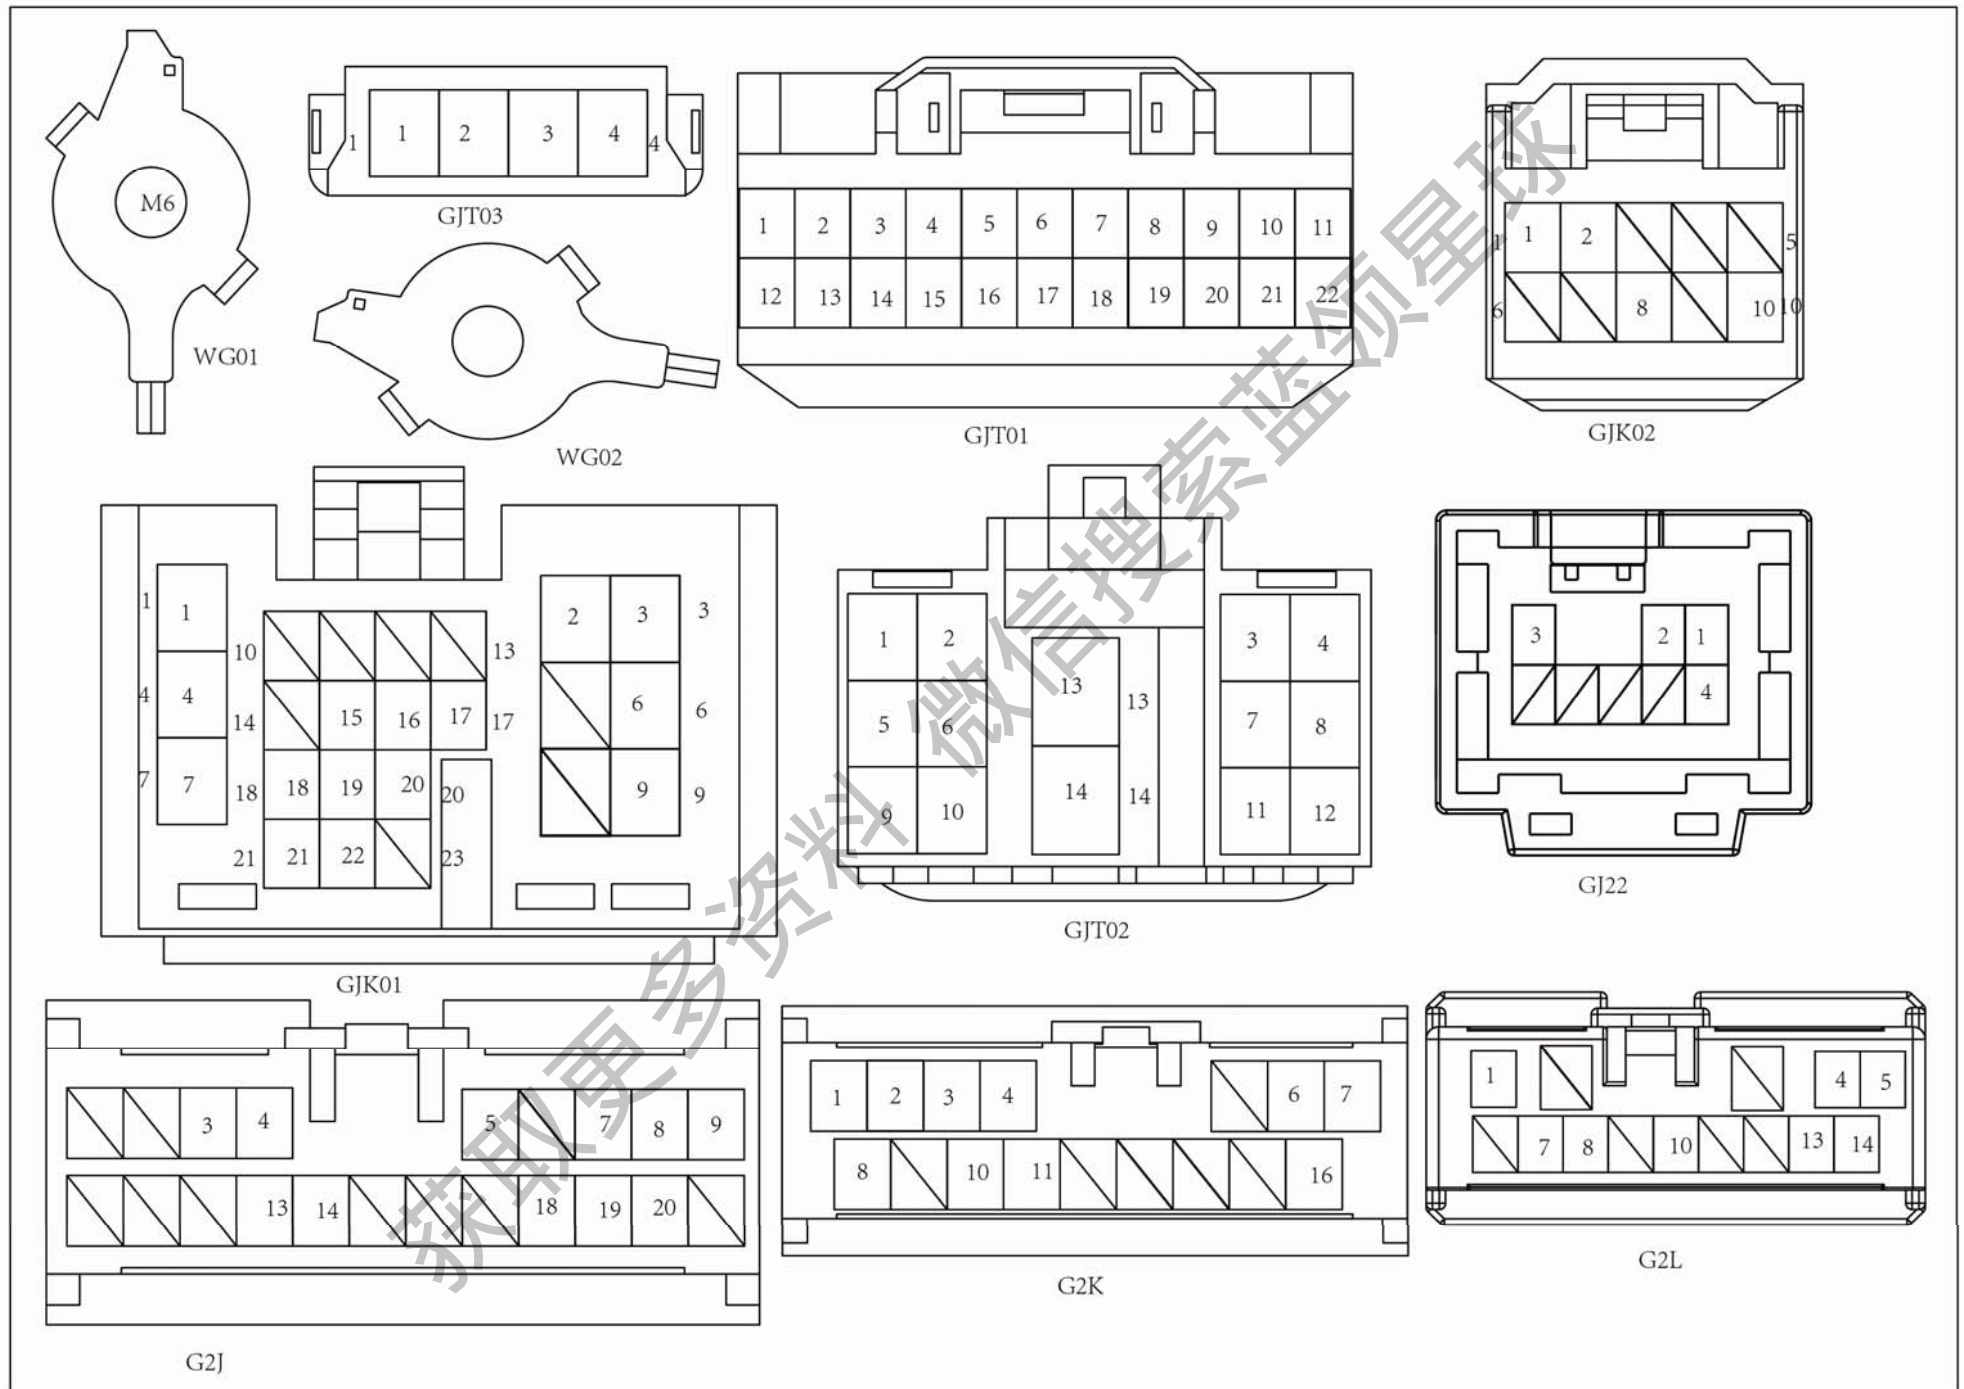 M6
WG01
1 1 2 3 4 4
GJT03
WG02
1 2 3 4 5 6 7 8 9 10 11
12 13 14 15 16 17 18 19 20 21 22
GJT01
1 1 2 5
6 8 10 10
GJK02
1 1
4 4
7 7
10 13
14 15 16 17 17
18 18 19 20 20
21 21 22 23
2 3 3
6 6
9 9
GJK01
1 2
5 6
9 10
13 13
14 14
3 4
7 8
11 12
GJT02
3 2 1
4
GJ22
3 4 5 7 8 9
13 14 18 19 20
G2J
1 2 3 4 6 7
8 10 11 16
G2K
1 4 5
7 8 10 13 14
G2L
获取更多资料 微信搜索蓝领星球